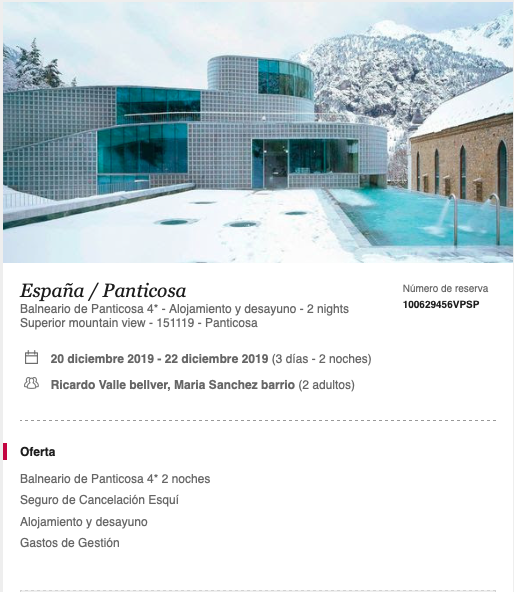 España / Panticosa
Balneario de Panticosa 4* - Alojamiento y desayuno - 2 nights
Superior mountain view - 151119 - Panticosa
Número de reserva
100629456VPSP
20 diciembre 2019 - 22 diciembre 2019 (3 días - 2 noches)
Ricardo Valle bellver, Maria Sanchez barrio (2 adultos)
Oferta
Balneario de Panticosa 4* 2 noches
Seguro de Cancelación Esquí
Alojamiento y desayuno
Gastos de Gestión